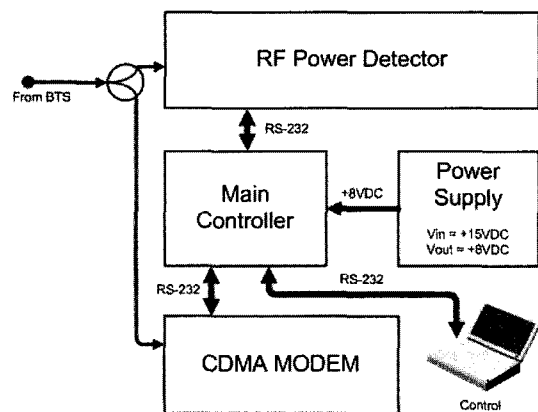 RF Power Detector
From BTS
RS-232
Main
Controller
+8VDC
Power
Supply
Vin = +15VDC
Vout = +8VDC
RS-232
RS-232
CDMA MODEM
Control